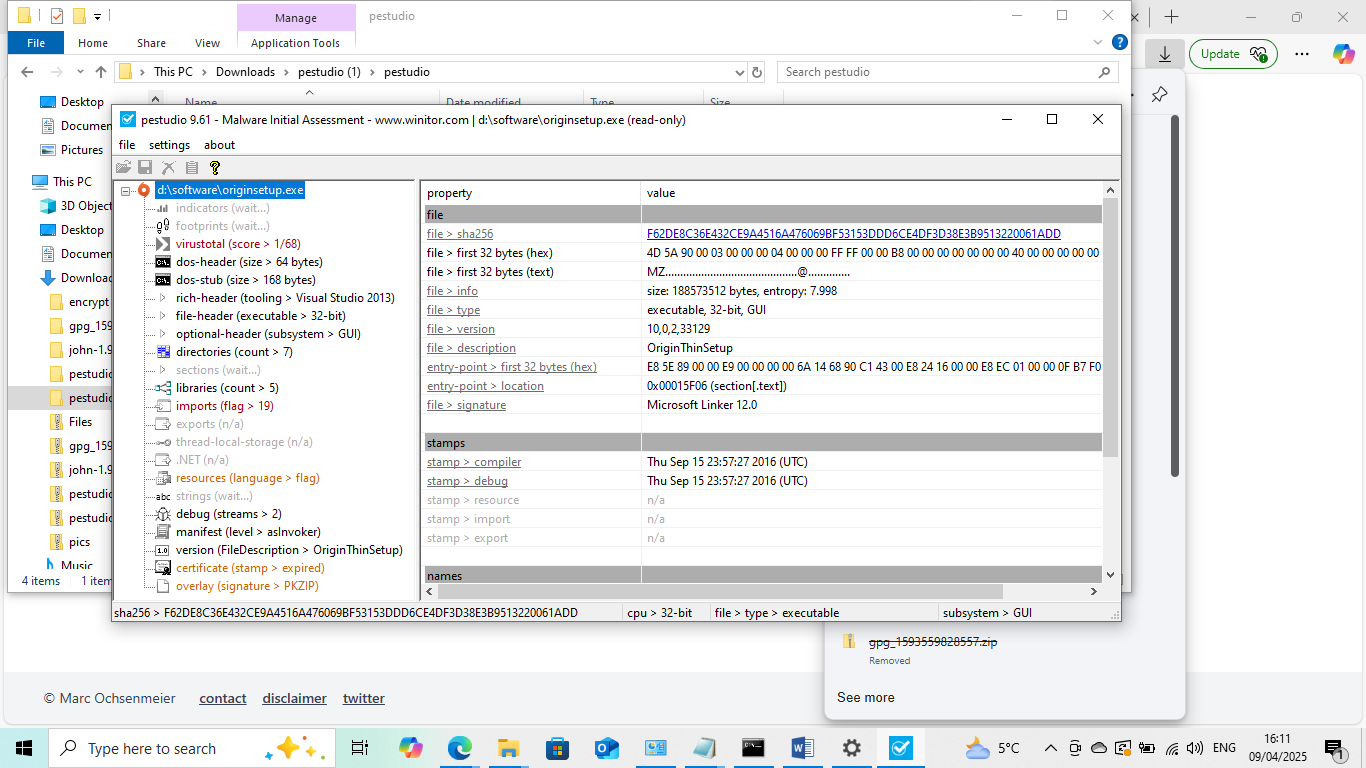 Manage
pestudio
File
Home
Share
View
Application Tools
Update
This PC
Downloads
pestudio (1)
pestudio
Search pestudio
Name
Date modified
Type
Size
Desktop
Documen
Pictures
This PC
3D Object
Desktop
Documen
Download
encrypt
gpg_159
john-1.9
pestudio
pestudio
Files
gpg_159
john-1.9
pestudio
pestudio
pics
Music
4 items
1 item
pestudio 9.61 - Malware Initial Assessment - www.winitor.com | d:\software\originsetup.exe (read-only)
file settings about
d:\software\originsetup.exe
indicators (wait...)
footprints (wait...)
virustotal (score > 1/68)
dos-header (size > 64 bytes)
dos-stub (size > 168 bytes)
rich-header (tooling > Visual Studio 2013)
file-header (executable > 32-bit)
optional-header (subsystem > GUI)
directories (count > 7)
sections (wait...)
libraries (count > 5)
imports (flag > 19)
exports (n/a)
thread-local-storage (n/a)
.NET (n/a)
resources (language > flag)
abc strings (wait...)
debug (streams > 2)
manifest (level > asInvoker)
1.0 version (FileDescription > OriginThinSetup)
certificate (stamp > expired)
overlay (signature > PKZIP)
property value
file
file > sha256 F62DE8C36E432CE9A4516A476069BF53153DDD6CE4DF3D38E3B9513220061ADD
file > first 32 bytes (hex) 4D 5A 90 00 03 00 00 00 04 00 00 00 FF FF 00 00 B8 00 00 00 00 00 00 00 40 00 00 00 00 00
file > first 32 bytes (text) MZ..........................................@..............
file > info size: 188573512 bytes, entropy: 7.998
file > type executable, 32-bit, GUI
file > version 10,0,2,33129
file > description OriginThinSetup
entry-point > first 32 bytes (hex) E8 5E 89 00 00 E9 00 00 00 00 6A 14 68 90 C1 43 00 E8 24 16 00 00 E8 EC 01 00 00 0F B7 F0
entry-point > location 0x00015F06 (section[.text])
file > signature Microsoft Linker 12.0
stamps
stamp > compiler Thu Sep 15 23:57:27 2016 (UTC)
stamp > debug Thu Sep 15 23:57:27 2016 (UTC)
stamp > resource n/a
stamp > import n/a
stamp > export n/a
names
sha256 > F62DE8C36E432CE9A4516A476069BF53153DDD6CE4DF3D38E3B9513220061ADD
cpu > 32-bit
file > type > executable
subsystem > GUI
gpg_1593559828557.zip
Removed
See more
© Marc Ochsenmeier contact disclaimer twitter
Type here to search
5°C
ENG
16:11
09/04/2025
1